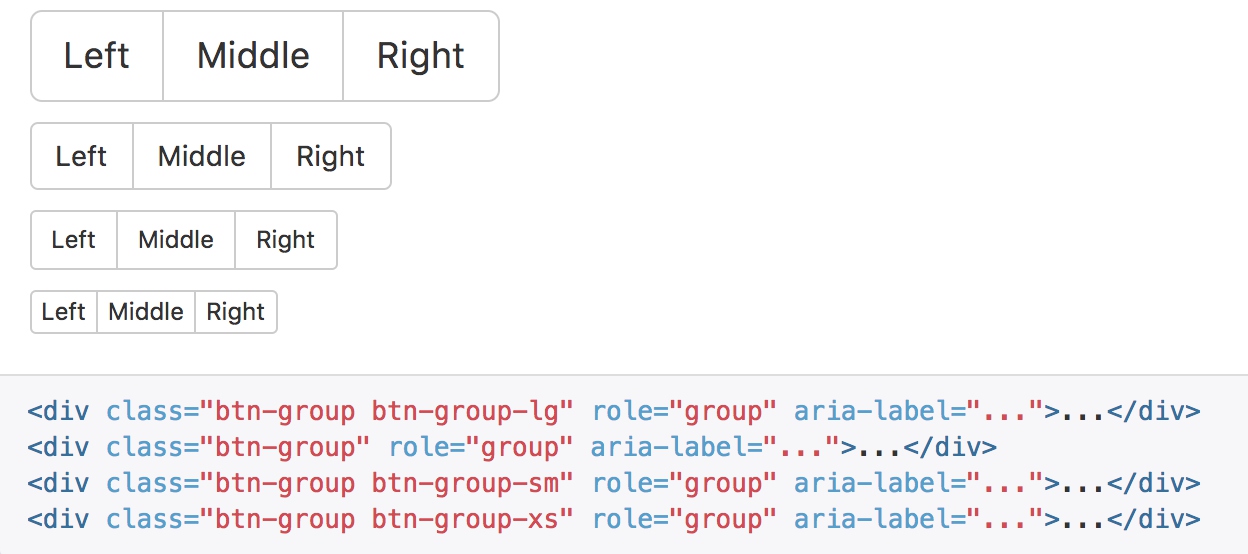 Left Middle Right
Left Middle Right
Left Middle Right
Left Middle Right
<div class="btn-group btn-group-lg" role="group" aria-label="...">...</div>
<div class="btn-group" role="group" aria-label="...">...</div>
<div class="btn-group btn-group-sm" role="group" aria-label="...">...</div>
<div class="btn-group btn-group-xs" role="group" aria-label="...">...</div>